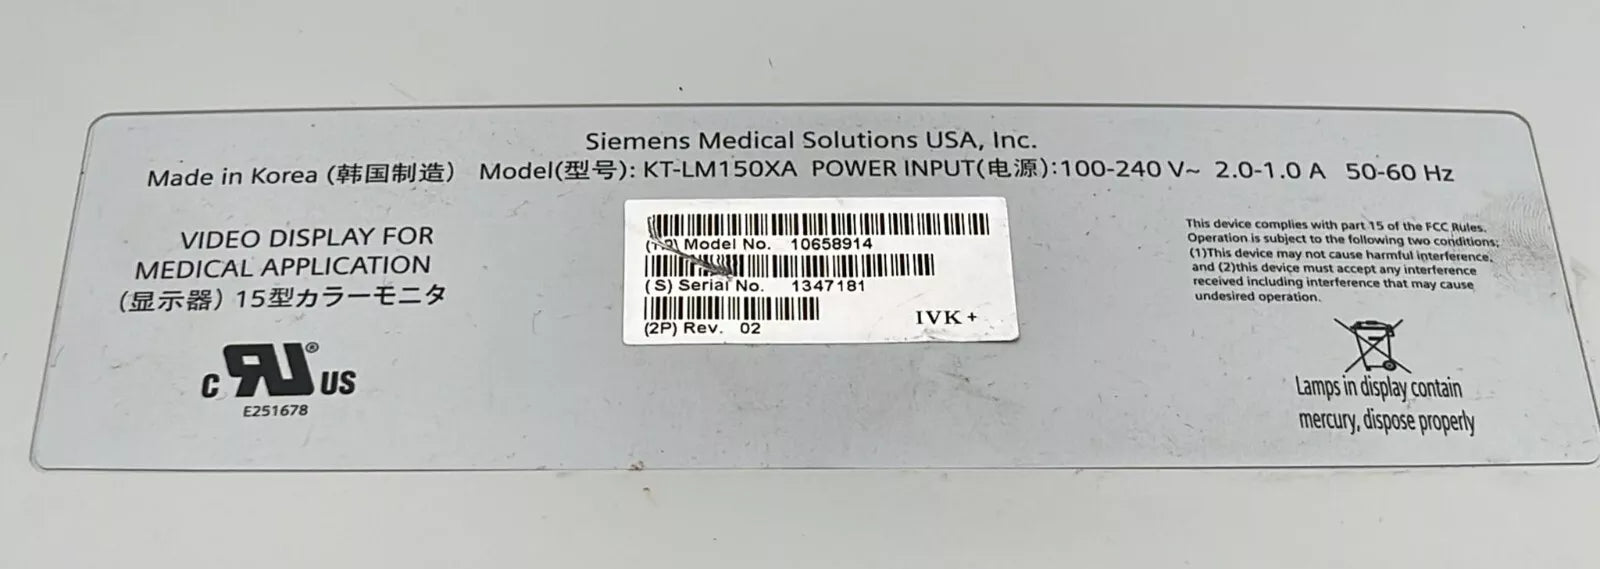 Siemens Medical Solutions USA, Inc.
Made in Korea (韩国制造) Model(型号): KT-LM150XA POWER INPUT(电源):100-240 V~ 2.0-1.0 A 50-60 Hz
VIDEO DISPLAY FOR
MEDICAL APPLICATION
(显示器) 15型カラーモニタ
C RU® US
E251678
Model No. 10658914
(S) Serial No. 1347181
(2P) Rev. 02
IVK +
This device complies with part 15 of the FCC Rules.
Operation is subject to the following two conditions;
(1)This device may not cause harmful interference,
and (2)this device must accept any interference
received including interference that may cause
undesired operation.
Lamps in display contain
mercury, dispose properly